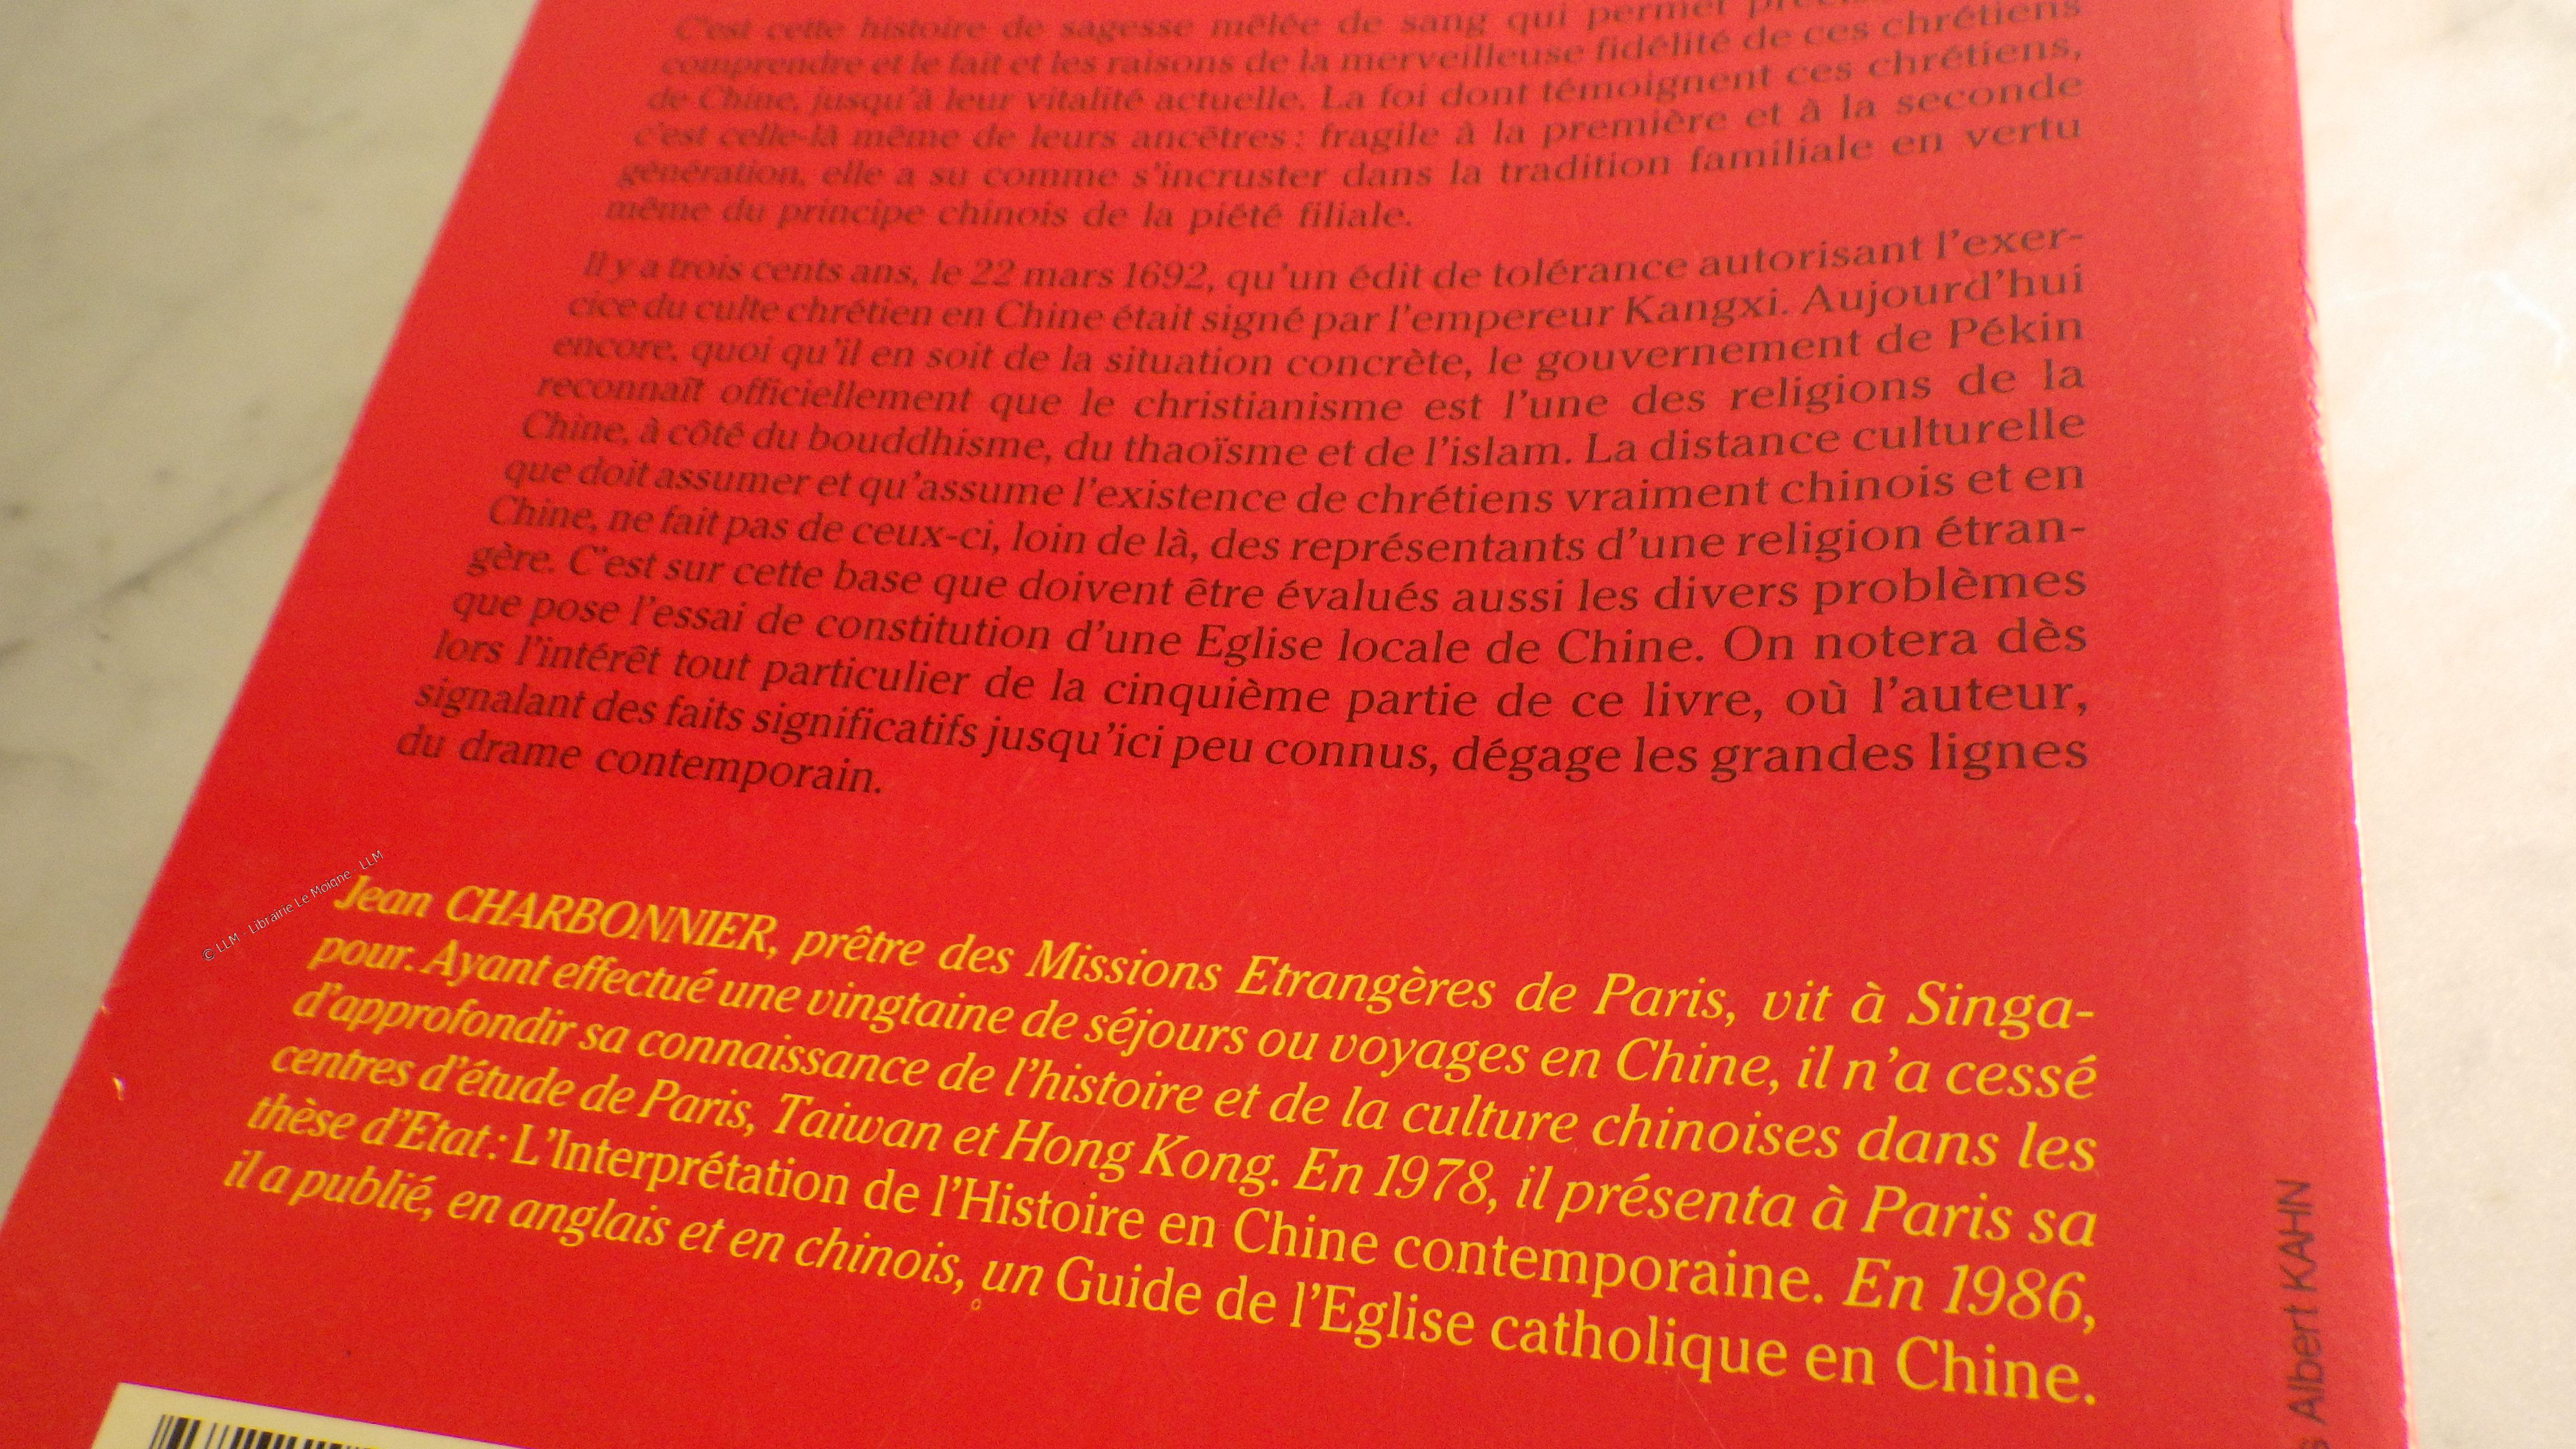 C'est cette histoire de sagesse mêlée de sang qui permet
comprendre et le fait et les raisons de la merveilleuse fidélité de ces chrétiens
de Chine, jusqu'à leur vitalité actuelle. La foi dont témoignent ces chrétiens,
c'est celle-là même de leurs ancêtres : fragile à la première et à la seconde
génération, elle a su comme s'incruster dans la tradition familiale en vertu
même du principe chinois de la piété filiale.
Il y a trois cents ans, le 22 mars 1692, qu'un édit de tolérance autorisant l'exer-
cice du culte chrétien en Chine était signé par l'empereur Kangxi. Aujourd'hui
encore, quoi qu'il en soit de la situation concrète, le gouvernement de Pékin
reconnaît officiellement que le christianisme est l'une des religions de la
Chine, à côté du bouddhisme, du thaoïsme et de l'islam. La distance culturelle
que doit assumer et qu'assume l'existence de chrétiens vraiment chinois et en
Chine, ne fait pas de ceux-ci, loin de là, des représentants d'une religion étran-
gère. C'est sur cette base que doivent être évalués aussi les divers problèmes
que pose l'essai de constitution d'une Eglise locale de Chine. On notera dès
lors l'intérêt tout particulier de la cinquième partie de ce livre, où l'auteur,
signalant des faits significatifs jusqu'ici peu connus, dégage les grandes lignes
du drame contemporain.
Jean CHARBONNIER, prêtre des Missions Etrangères de Paris, vit à Singa-
pour. Ayant effectué une vingtaine de séjours ou voyages en Chine, il n'a cessé
d'approfondir sa connaissance de l'histoire et de la culture chinoises dans les
centres d'étude de Paris, Taiwan et Hong Kong. En 1978, il présenta à Paris sa
thèse d'Etat : L'Interprétation de l'Histoire en Chine contemporaine. En 1986,
il a publié, en anglais et en chinois, un Guide de l'Eglise catholique en Chine.
Albert KAHN
© LLM - Librairie Le Moigne - LLM